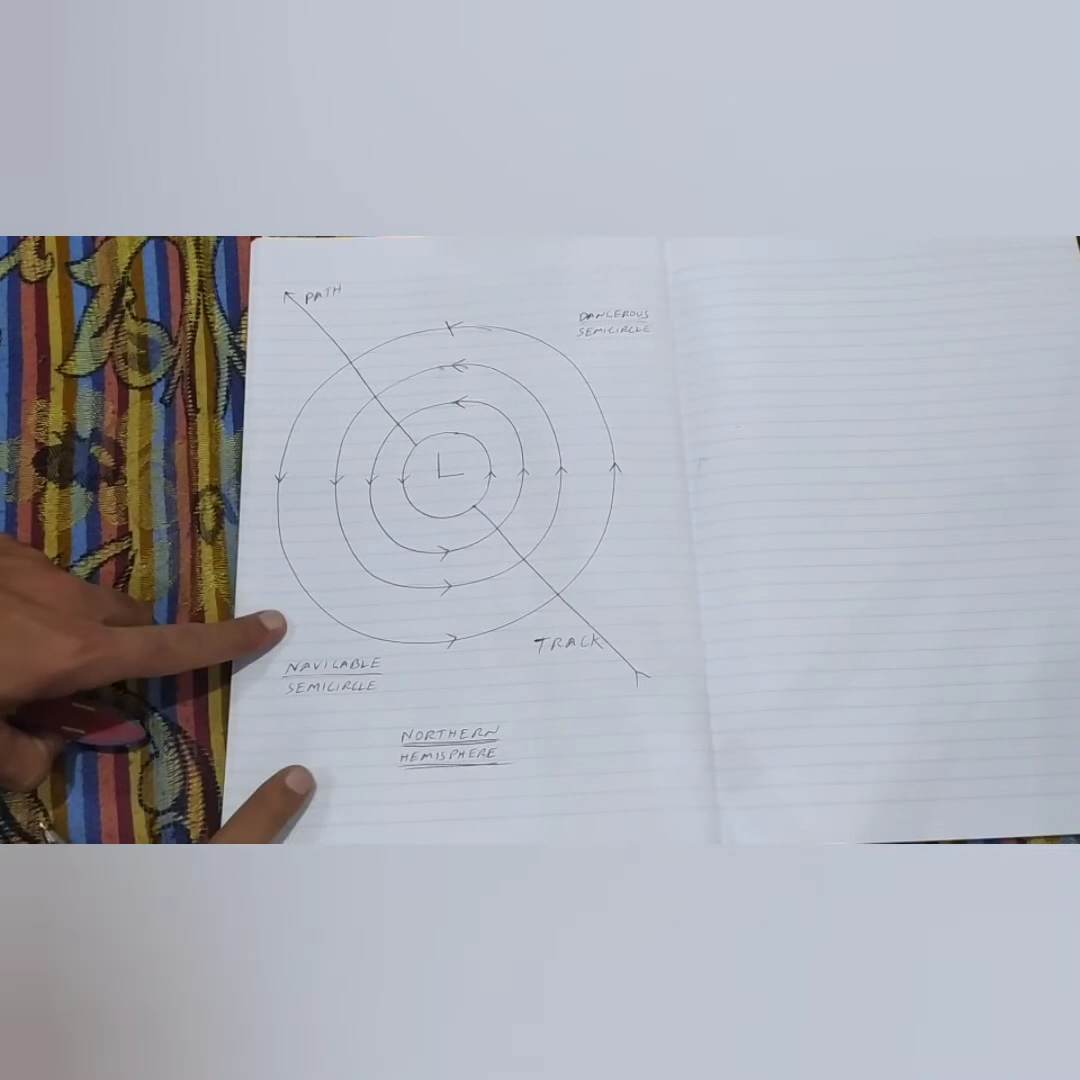 PATH
DANGEROUS
SEMICIRCLE
L
TRACK
NAVIGABLE
SEMICIRCLE
NORTHERN
HEMISPHERE